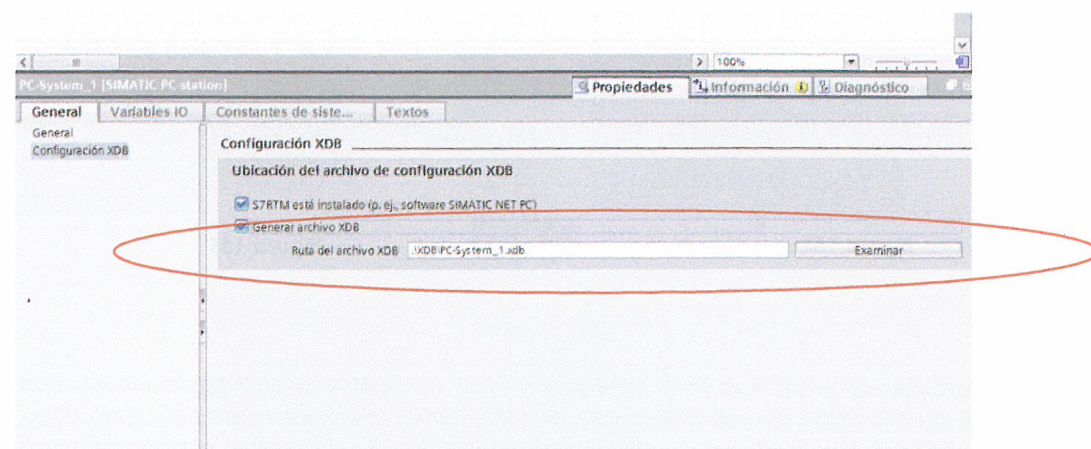 100%
PC-System_1 [SIMATIC PC station]
Propiedades Información Diagnóstico
General Variables IO Constantes de siste... Textos
General
Configuración XDB
Configuración XDB
Ubicación del archivo de configuración XDB
S7RTM está instalado (p. ej., software SIMATIC NET PC)
Generar archivo XDB
Ruta del archivo XDB .\XDB\PC-System_1.xdb Examinar